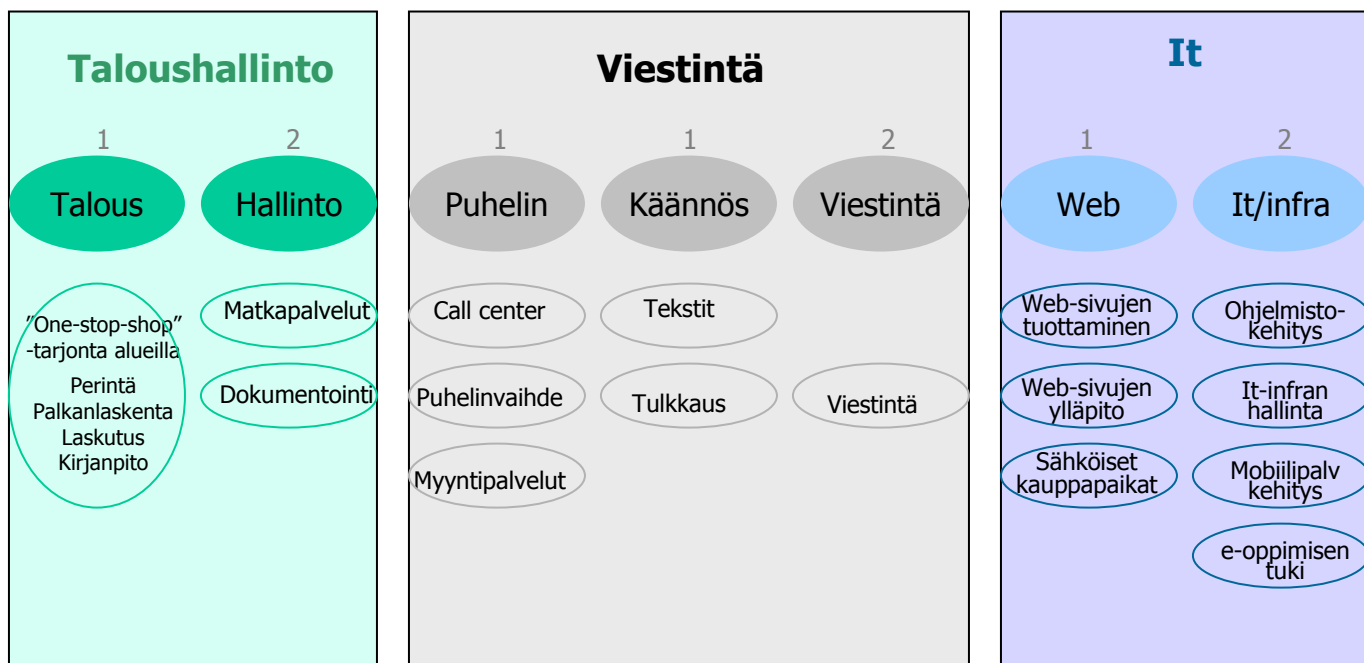 Taloushallinto
1
2
Talous
Hallinto
"One-stop-shop"
-tarjonta alueilla
Perintä
Palkanlaskenta
Laskutus
Kirjanpito
Matkapalvelut
Dokumentointi
Viestintä
1
1
2
Puhelin
Käännös
Viestintä
Call center
Puhelinvaihde
Myyntipalvelut
Tekstit
Tulkkaus
Viestintä
It
1
2
Web
It/infra
Web-sivujen
tuottaminen
Web-sivujen
ylläpito
Sähköiset
kauppapaikat
Ohjelmisto-
kehitys
It-infran
hallinta
Mobiilipalv
kehitys
e-oppimisen
tuki